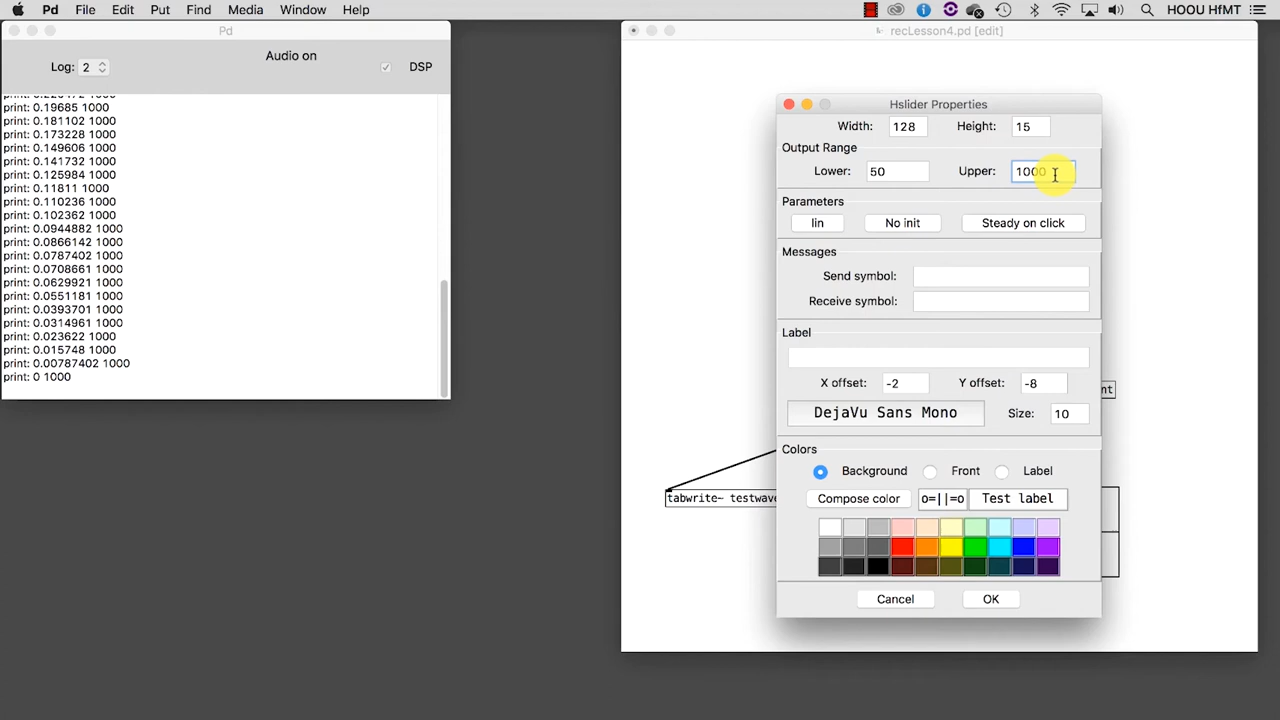 Pd File Edit Put Find Media Window Help HOOU HfMT
Pd
Audio on
Log: 2 DSP
print: 0.19685 1000
print: 0.181102 1000
print: 0.173228 1000
print: 0.149606 1000
print: 0.141732 1000
print: 0.125984 1000
print: 0.11811 1000
print: 0.110236 1000
print: 0.102362 1000
print: 0.0944882 1000
print: 0.0866142 1000
print: 0.0787402 1000
print: 0.0708661 1000
print: 0.0629921 1000
print: 0.0551181 1000
print: 0.0393701 1000
print: 0.0314961 1000
print: 0.023622 1000
print: 0.015748 1000
print: 0.00787402 1000
print: 0 1000
recLesson4.pd [edit]
Hslider Properties
Width: 128 Height: 15
Output Range
Lower: 50 Upper: 1000
Parameters
lin No init Steady on click
Messages
Send symbol:
Receive symbol:
Label
X offset: -2 Y offset: -8
DejaVu Sans Mono Size: 10
Colors
Background Front Label
Compose color o=||=o Test label
Cancel OK
nt
tabwrite~ testwave